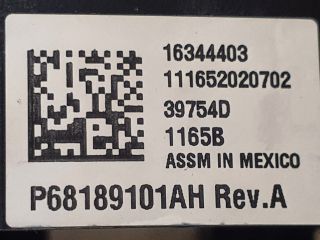 16344403
111652020702
39754D
1165B
ASSM IN MEXICO
P68189101AH Rev.A